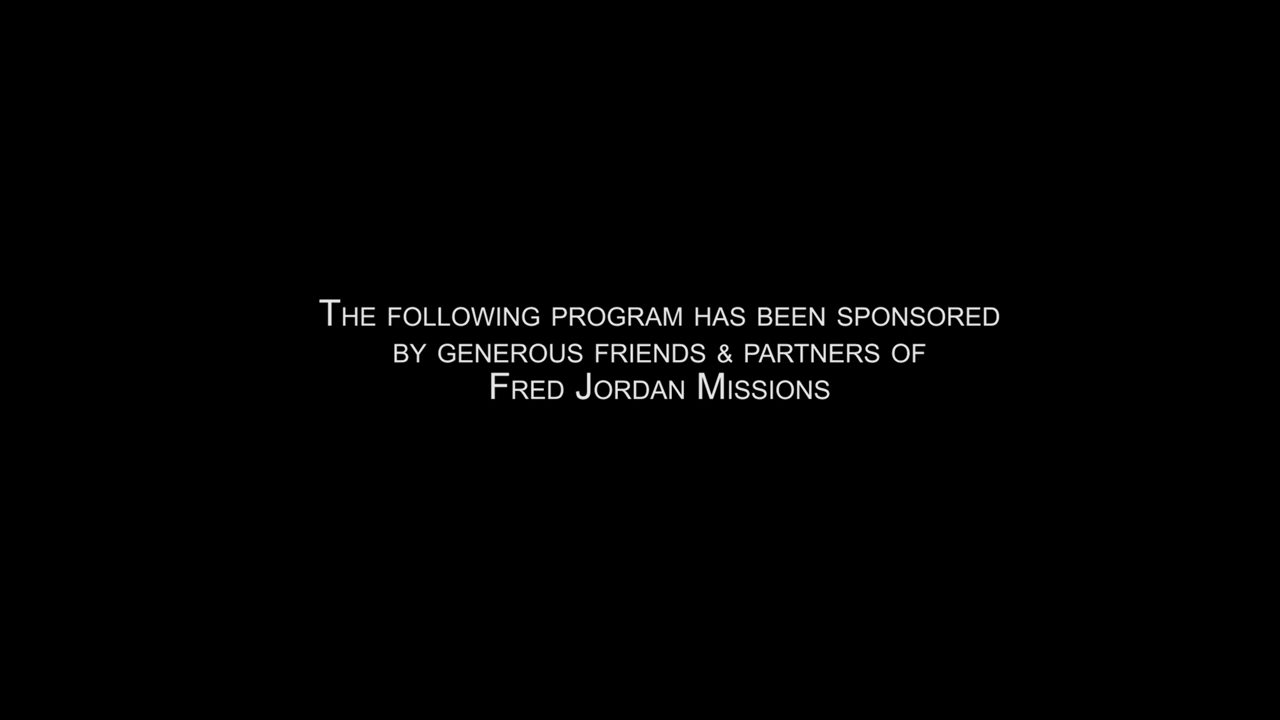 The following program has been sponsored
by generous friends & partners of
Fred Jordan Missions